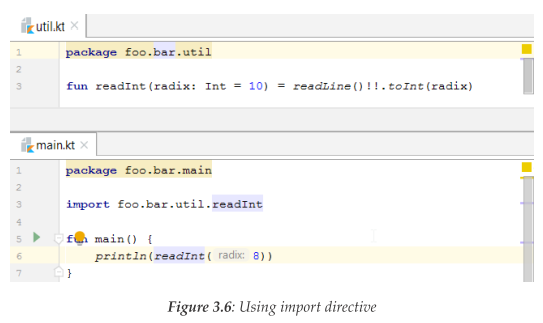 util.kt
1 package foo.bar.util
2
3 fun readInt(radix: Int = 10) = readLine()!!.toInt(radix)
main.kt
1 package foo.bar.main
2
3 import foo.bar.util.readInt
4
5 fun main() {
6 println(readInt( radix: 8))
7 }
Figure 3.6: Using import directive